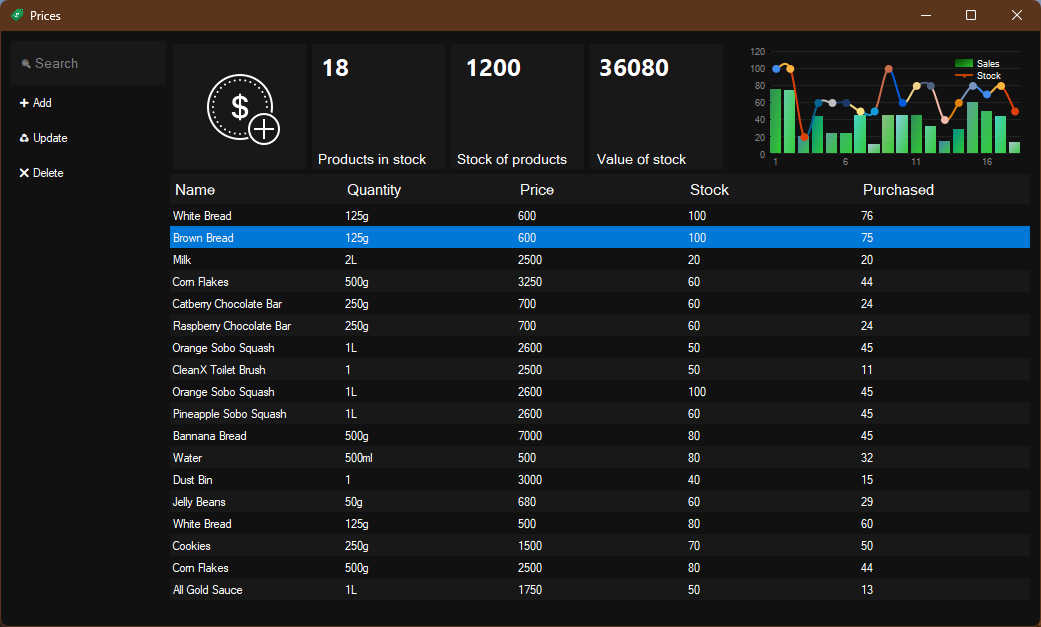 Prices
Search
Add
Update
Delete
$
18
Products in stock
1200
Stock of products
36080
Value of stock
120
100
80
60
40
20
0
1 6 11 16
Sales
Stock
Name Quantity Price Stock Purchased
White Bread 125g 600 100 76
Brown Bread 125g 600 100 75
Milk 2L 2500 20 20
Corn Flakes 500g 3250 60 44
Catberry Chocolate Bar 250g 700 60 24
Raspberry Chocolate Bar 250g 700 60 24
Orange Sobo Squash 1L 2600 50 45
CleanX Toilet Brush 1 2500 50 11
Orange Sobo Squash 1L 2600 100 45
Pineapple Sobo Squash 1L 2600 60 45
Bannana Bread 500g 7000 80 45
Water 500ml 500 80 32
Dust Bin 1 3000 40 15
Jelly Beans 50g 680 60 29
White Bread 125g 500 80 60
Cookies 250g 1500 70 50
Corn Flakes 500g 2500 80 44
All Gold Sauce 1L 1750 50 13